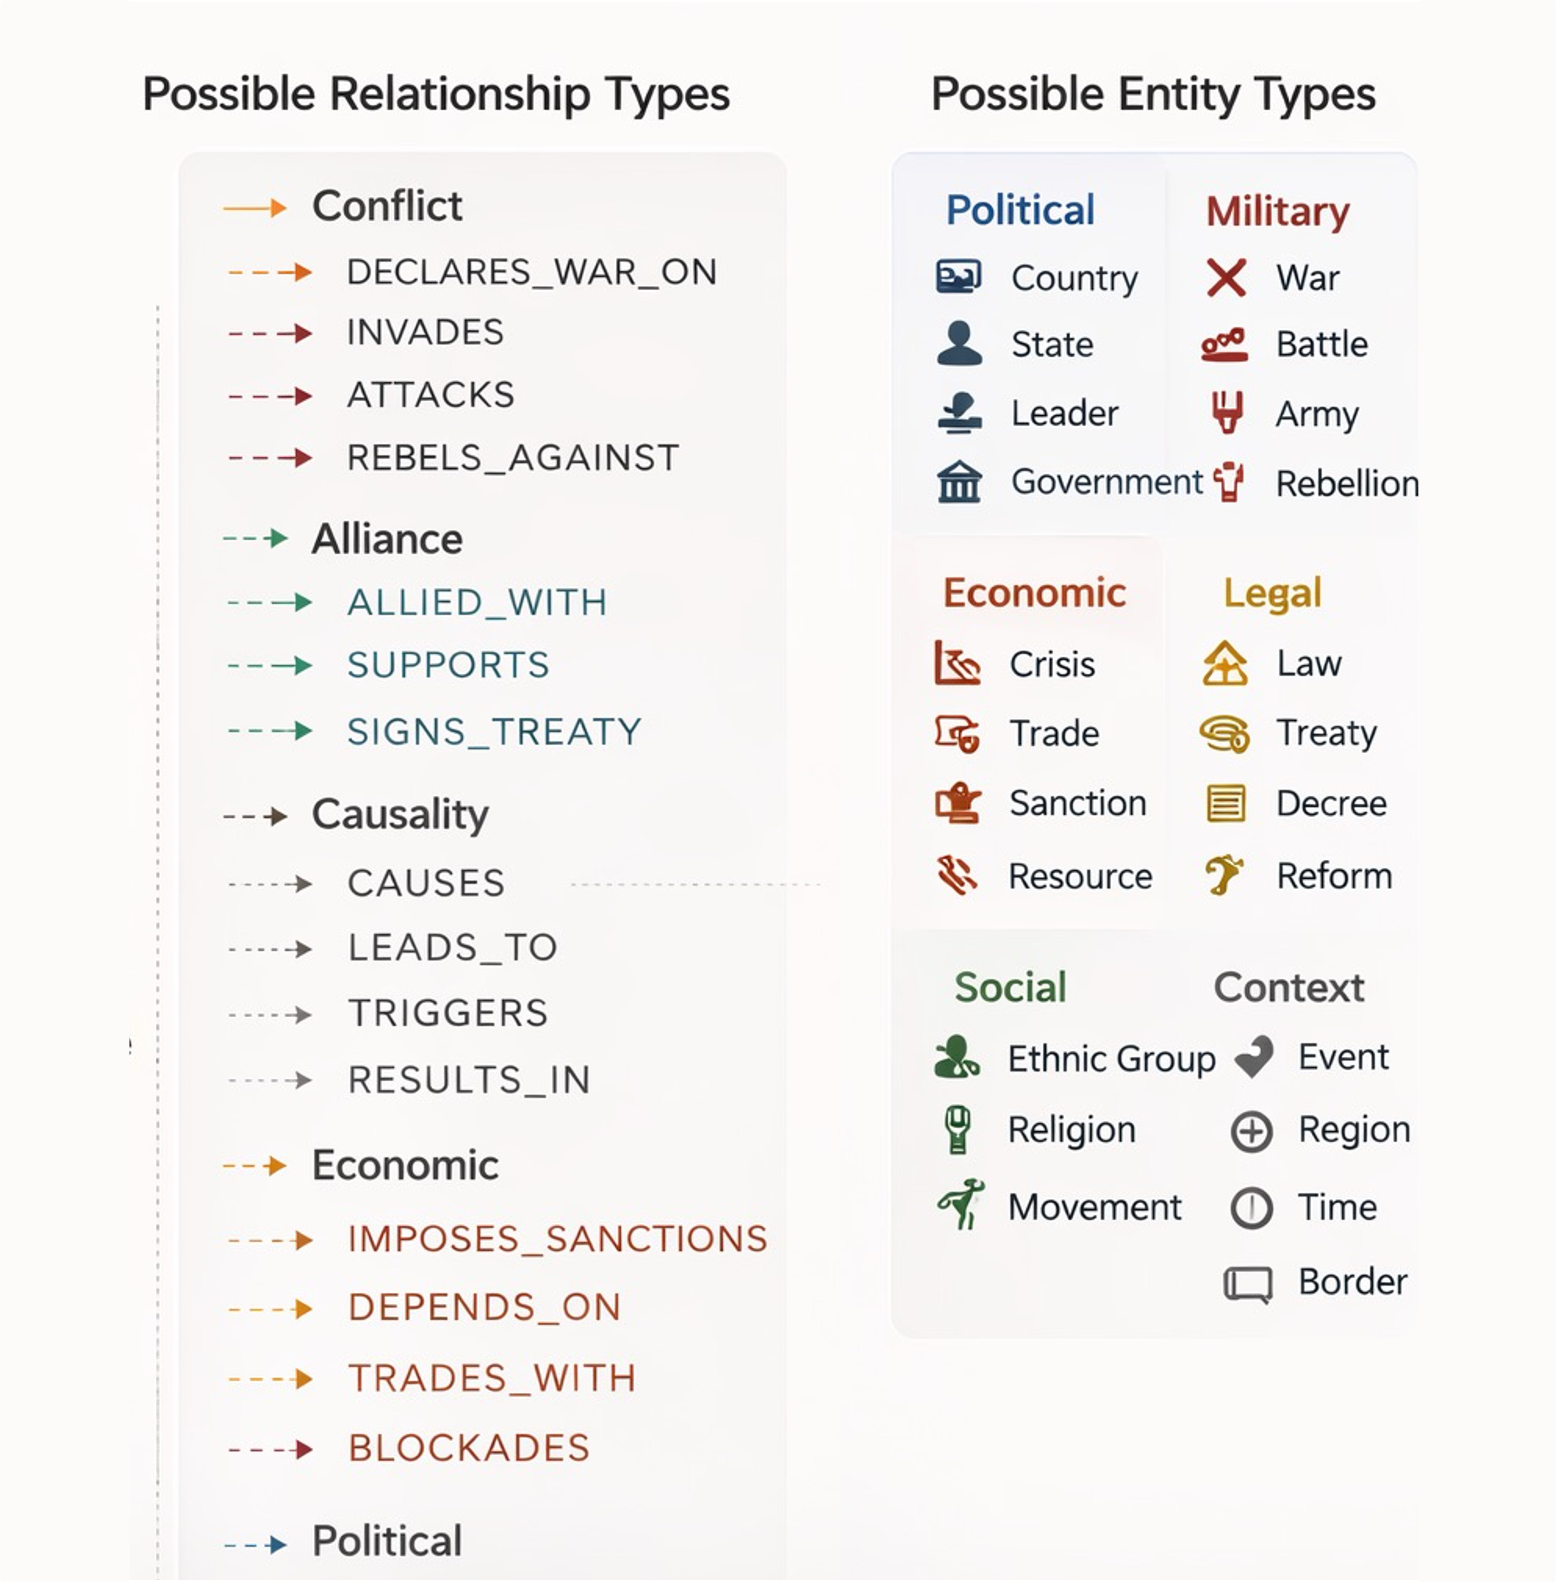 Possible Relationship Types
Conflict
DECLARES_WAR_ON
INVADES
ATTACKS
REBELS_AGAINST
Alliance
ALLIED_WITH
SUPPORTS
SIGNS_TREATY
Causality
CAUSES
LEADS_TO
TRIGGERS
RESULTS_IN
Economic
IMPOSES_SANCTIONS
DEPENDS_ON
TRADES_WITH
BLOCKADES
Political
Possible Entity Types
Political
Country
State
Leader
Government
Military
War
Battle
Army
Rebellion
Economic
Crisis
Trade
Sanction
Resource
Legal
Law
Treaty
Decree
Reform
Social
Ethnic Group
Religion
Movement
Context
Event
Region
Time
Border